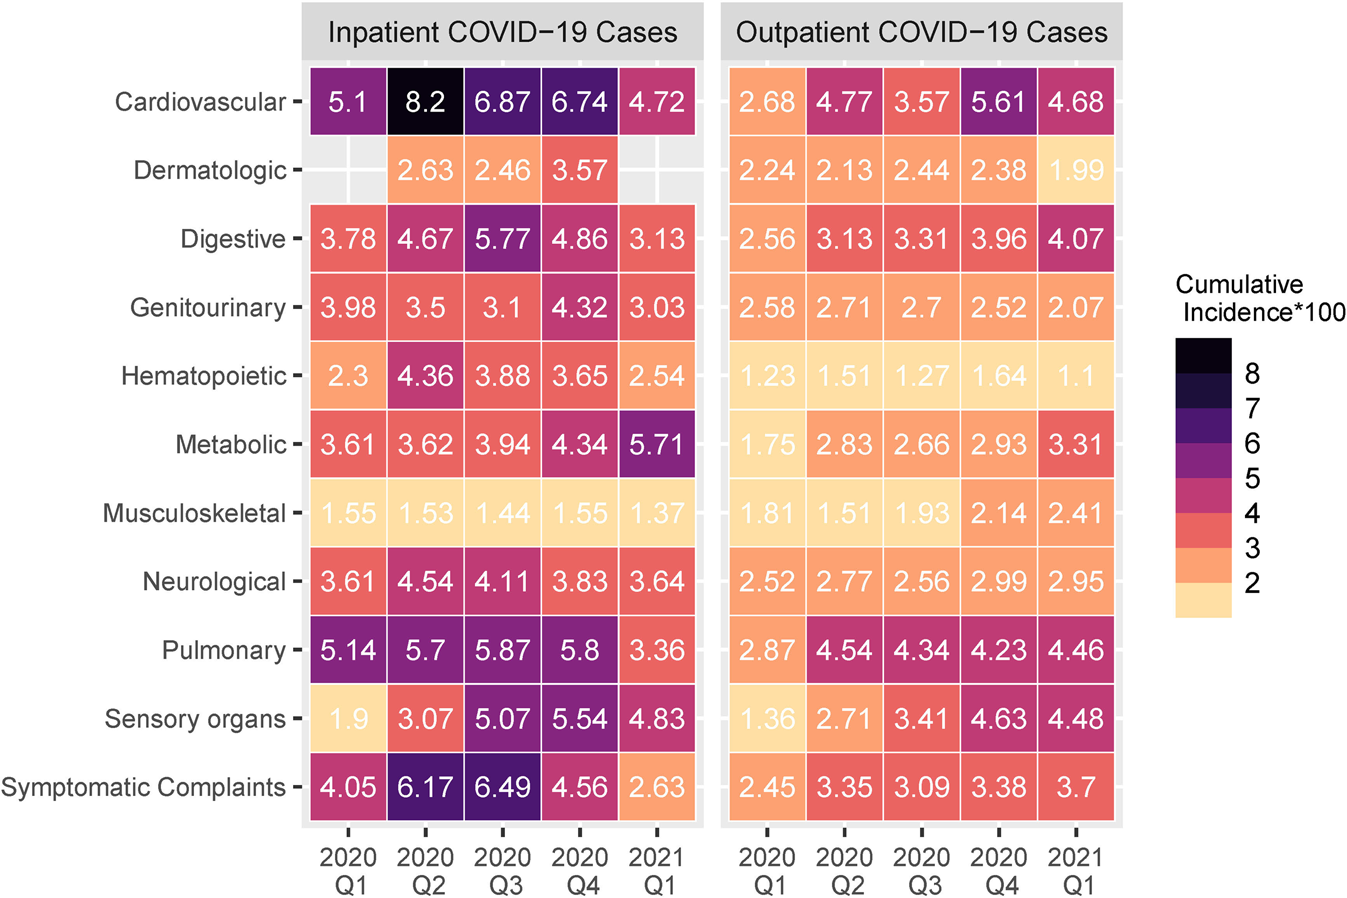 Inpatient COVID−19 Cases Outpatient COVID−19 Cases
Cardiovascular 5.1 8.2 6.87 6.74 4.72 2.68 4.77 3.57 5.61 4.68
Dermatologic 2.63 2.46 3.57 2.24 2.13 2.44 2.38 1.99
Digestive 3.78 4.67 5.77 4.86 3.13 2.56 3.13 3.31 3.96 4.07
Genitourinary 3.98 3.5 3.1 4.32 3.03 2.58 2.71 2.7 2.52 2.07
Hematopoietic 2.3 4.36 3.88 3.65 2.54 1.23 1.51 1.27 1.64 1.1
Metabolic 3.61 3.62 3.94 4.34 5.71 1.75 2.83 2.66 2.93 3.31
Musculoskeletal 1.55 1.53 1.44 1.55 1.37 1.81 1.51 1.93 2.14 2.41
Neurological 3.61 4.54 4.11 3.83 3.64 2.52 2.77 2.56 2.99 2.95
Pulmonary 5.14 5.7 5.87 5.8 3.36 2.87 4.54 4.34 4.23 4.46
Sensory organs 1.9 3.07 5.07 5.54 4.83 1.36 2.71 3.41 4.63 4.48
Symptomatic Complaints 4.05 6.17 6.49 4.56 2.63 2.45 3.35 3.09 3.38 3.7
2020 2020 2020 2020 2021 2020 2020 2020 2020 2021
Q1 Q2 Q3 Q4 Q1 Q1 Q2 Q3 Q4 Q1
Cumulative
Incidence*100
8
7
6
5
4
3
2